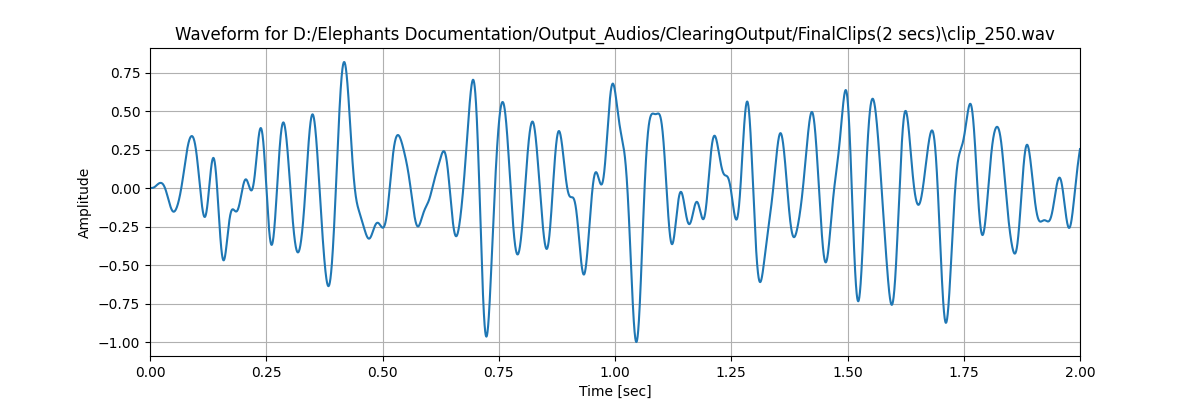 Waveform for D:/Elephants Documentation/Output_Audios/ClearingOutput/FinalClips(2 secs)\clip_250.wav
Amplitude
0.75
0.50
0.25
0.00
−0.25
−0.50
−0.75
−1.00
0.00 0.25 0.50 0.75 1.00 1.25 1.50 1.75 2.00
Time [sec]